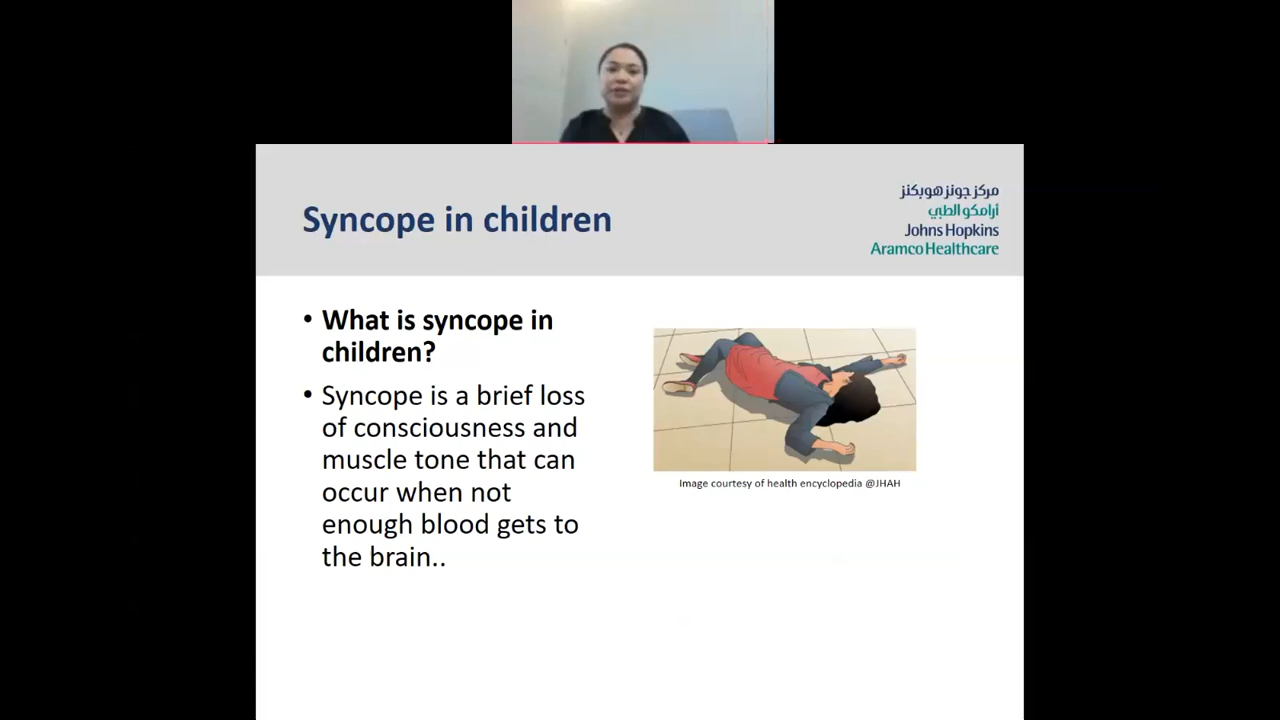 Syncope in children
مركز جونز هوبكنز
أرامكو الطبي
Johns Hopkins
Aramco Healthcare
• What is syncope in
children?
• Syncope is a brief loss
of consciousness and
muscle tone that can
occur when not
enough blood gets to
the brain..
Image courtesy of health encyclopedia @JHAH